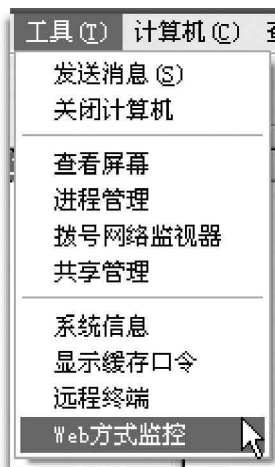 工具(T) 计算机(C)
发送消息(S)
关闭计算机
查看屏幕
进程管理
拨号网络监视器
共享管理
系统信息
显示缓存口令
远程终端
Web方式监控